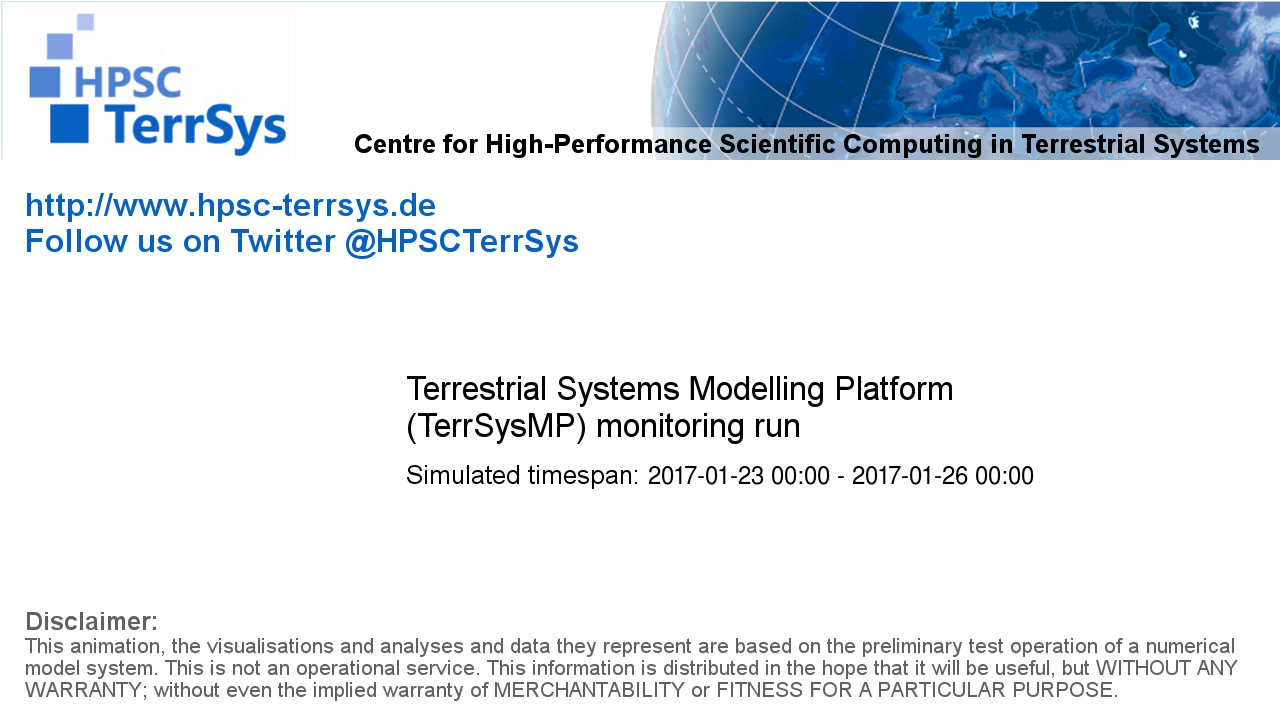 HPSC
TerrSys
Centre for High-Performance Scientific Computing in Terrestrial Systems
http://www.hpsc-terrsys.de
Follow us on Twitter @HPSCTerrSys
Terrestrial Systems Modelling Platform
(TerrSysMP) monitoring run
Simulated timespan: 2017-01-23 00:00 - 2017-01-26 00:00
Disclaimer:
This animation, the visualisations and analyses and data they represent are based on the preliminary test operation of a numerical
model system. This is not an operational service. This information is distributed in the hope that it will be useful, but WITHOUT ANY
WARRANTY; without even the implied warranty of MERCHANTABILITY or FITNESS FOR A PARTICULAR PURPOSE.